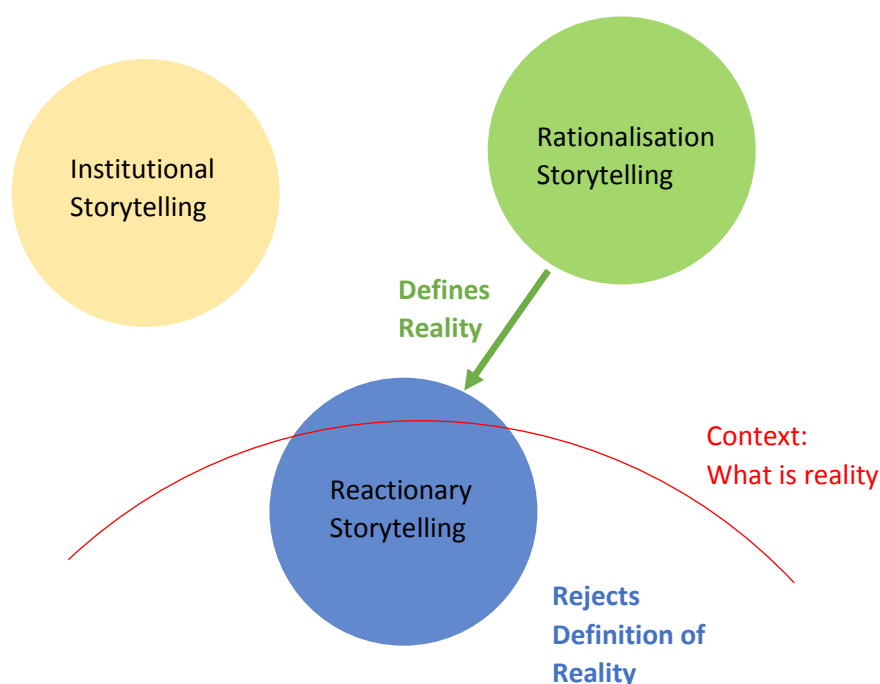 Institutional
Storytelling
Rationalisation
Storytelling
Defines
Reality
Context:
What is reality
Reactionary
Storytelling
Rejects
Definition of
Reality